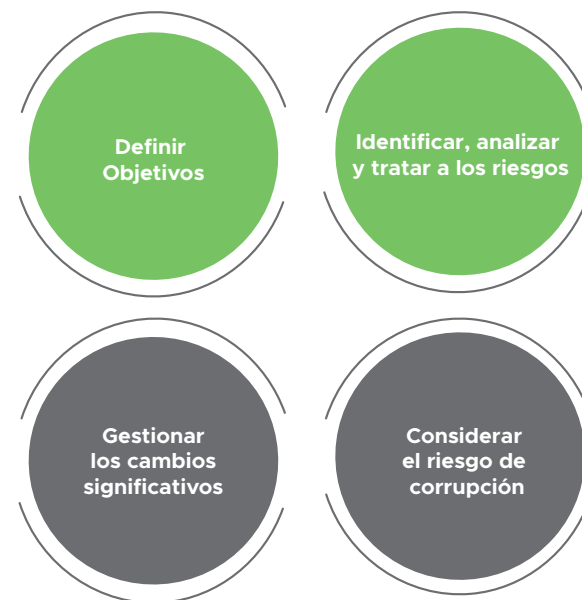 Definir
Objetivos
Identificar, analizar
y tratar a los riesgos
Gestionar
los cambios
significativos
Considerar
el riesgo de
corrupción